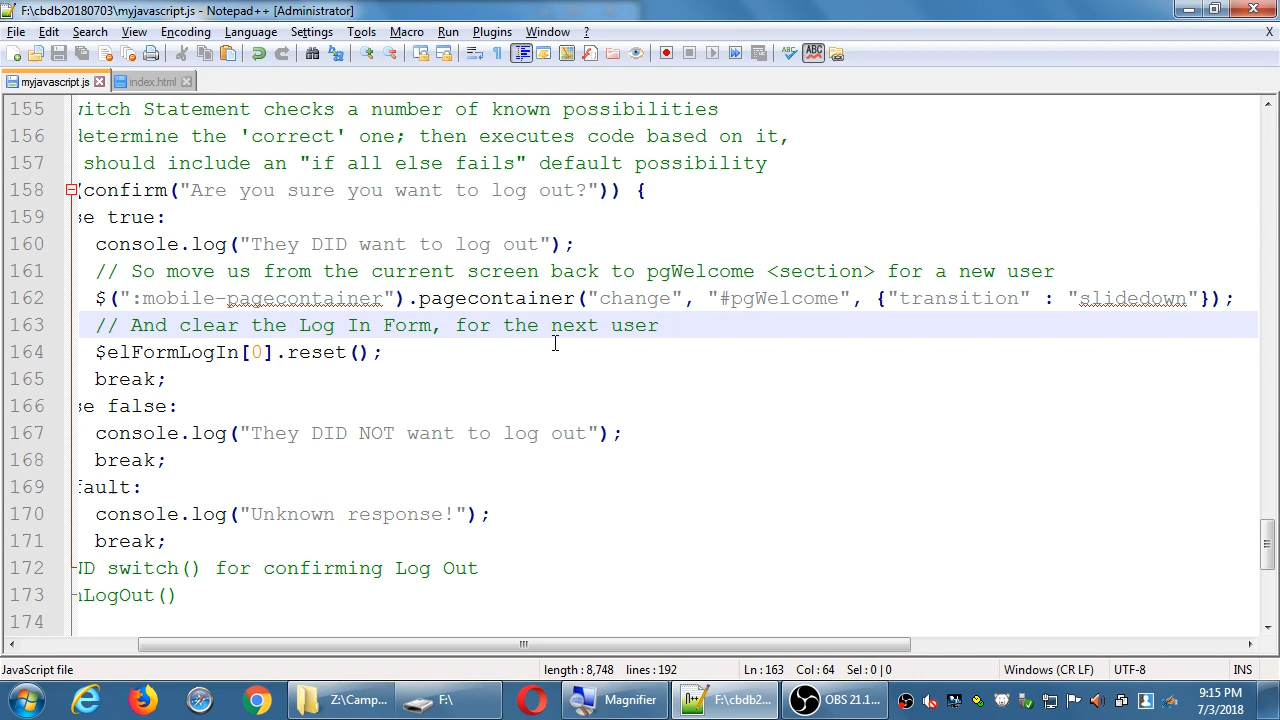 F:\cbdb20180703\myjavascript.js - Notepad++ [Administrator]
File Edit Search View Encoding Language Settings Tools Macro Run Plugins Window ? X
myjavascript.js index.html
155 witch Statement checks a number of known possibilities
156 determine the 'correct' one; then executes code based on it,
157 should include an "if all else fails" default possibility
158 (confirm("Are you sure you want to log out?")) {
159 se true:
160 console.log("They DID want to log out");
161 // So move us from the current screen back to pgWelcome <section> for a new user
162 $(":mobile-pagecontainer").pagecontainer("change", "#pgWelcome", {"transition" : "slidedown"});
163 // And clear the Log In Form, for the next user
164 $elFormLogIn[0].reset();
165 break;
166 se false:
167 console.log("They DID NOT want to log out");
168 break;
169 fault:
170 console.log("Unknown response!");
171 break;
172 ND switch() for confirming Log Out
173 nLogOut()
174
JavaScript file length : 8,748 lines : 192 Ln : 163 Col : 64 Sel : 0 | 0 Windows (CR LF) UTF-8 INS
Z:\Camp... F:\ Magnifier F:\cbdb2... OBS 21.1... 9:15 PM
7/3/2018